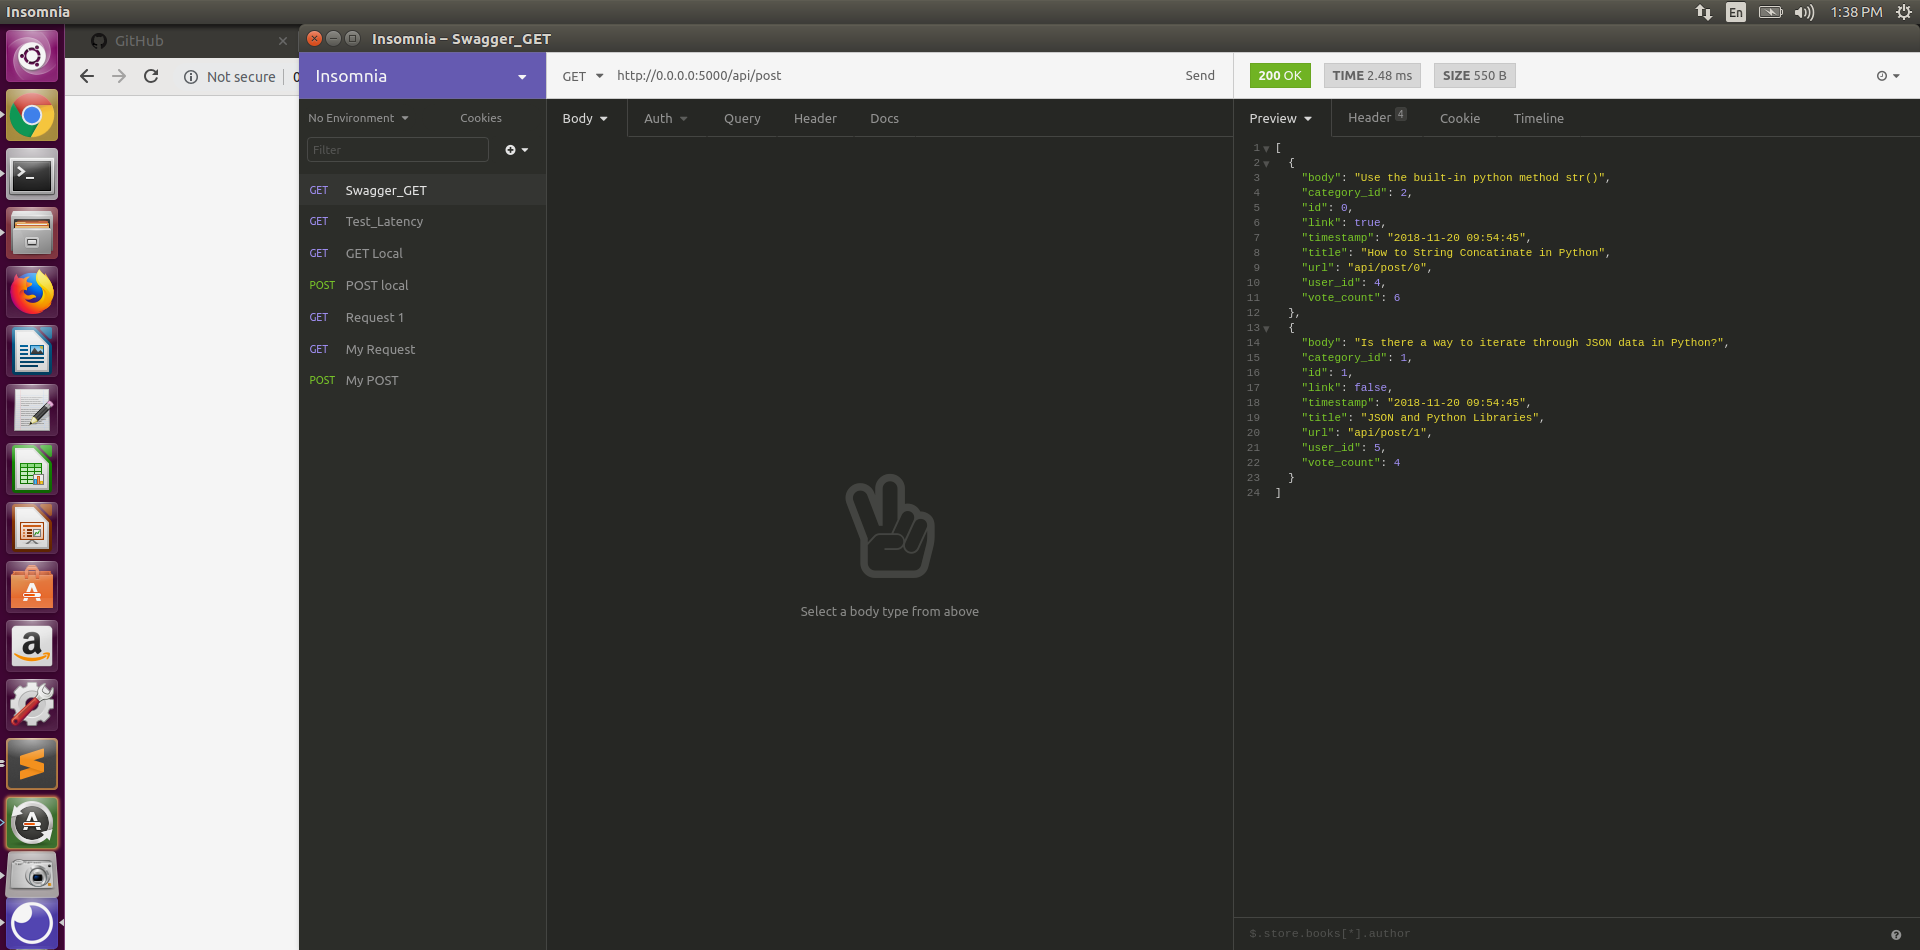 Insomnia
En
1:38 PM
GitHub
Insomnia – Swagger_GET
Not secure
0
Insomnia
GET http://0.0.0.0:5000/api/post Send
200 OK TIME 2.48 ms SIZE 550 B
No Environment Cookies
Filter
GET Swagger_GET
GET Test_Latency
GET GET Local
POST POST local
GET Request 1
GET My Request
POST My POST
Body Auth Query Header Docs
Select a body type from above
Preview Header 4 Cookie Timeline
1 [
2 {
3 "body": "Use the built-in python method str()",
4 "category_id": 2,
5 "id": 0,
6 "link": true,
7 "timestamp": "2018-11-20 09:54:45",
8 "title": "How to String Concatinate in Python",
9 "url": "api/post/0",
10 "user_id": 4,
11 "vote_count": 6
12 },
13 {
14 "body": "Is there a way to iterate through JSON data in Python?",
15 "category_id": 1,
16 "id": 1,
17 "link": false,
18 "timestamp": "2018-11-20 09:54:45",
19 "title": "JSON and Python Libraries",
20 "url": "api/post/1",
21 "user_id": 5,
22 "vote_count": 4
23 }
24 ]
$.store.books[*].author